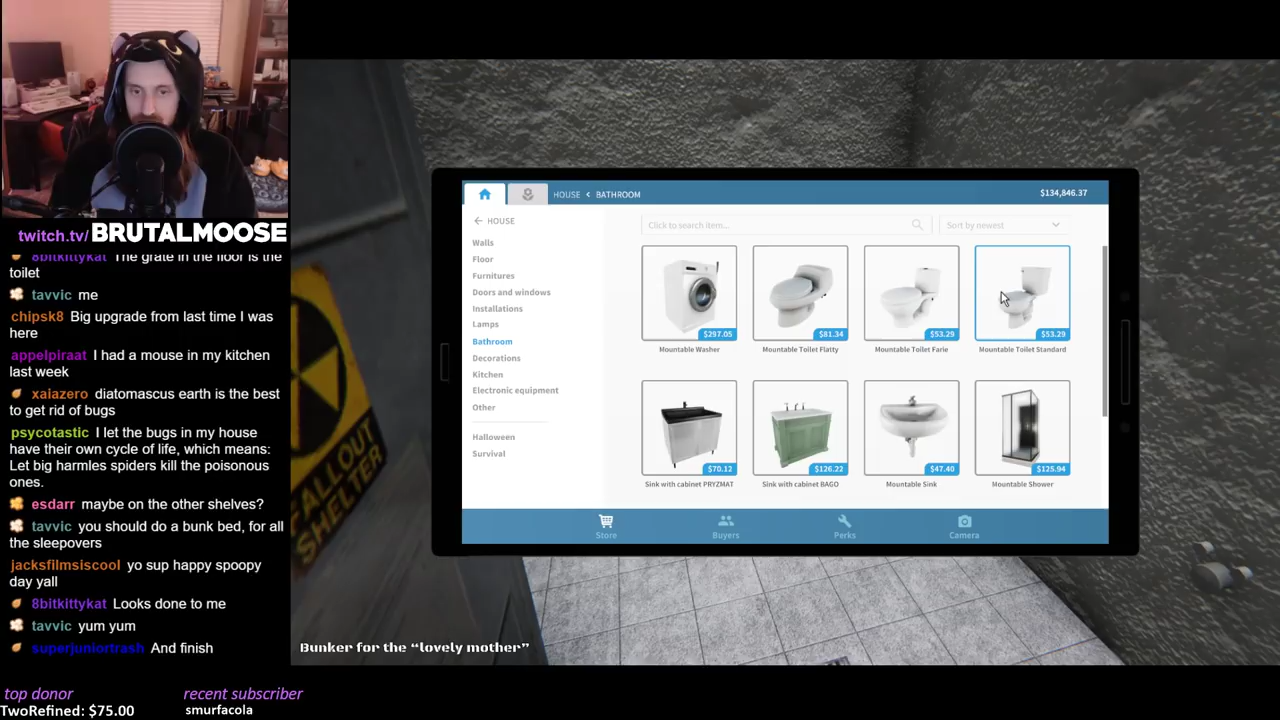 twitch.tv/BRUTALMOOSE
8bitkittykat The grate in the floor is the
toilet
tavvic me
chipsk8 Big upgrade from last time I was
here
appelpiraat I had a mouse in my kitchen
last week
xaiazero diatomascus earth is the best
to get rid of bugs
psycotastic I let the bugs in my house
have their own cycle of life, which means:
Let big harmles spiders kill the poisonous
ones.
esdarr maybe on the other shelves?
tavvic you should do a bunk bed, for all
the sleepovers
jacksfilmsiscool yo sup happy spoopy
day yall
8bitkittykat Looks done to me
tavvic yum yum
superjuniortrash And finish
top donor
TwoRefined: $75.00
recent subscriber
smurfacola
FALLOUT
SHELTER
Bunker for the “lovely mother”
HOUSE < BATHROOM
$134,846.37
← HOUSE
Walls
Floor
Furnitures
Doors and windows
Installations
Lamps
Bathroom
Decorations
Kitchen
Electronic equipment
Other
Halloween
Survival
Click to search item...
Sort by newest
$297.05
Mountable Washer
$81.34
Mountable Toilet Flatty
$53.29
Mountable Toilet Farie
$53.29
Mountable Toilet Standard
$70.12
Sink with cabinet PRYZMAT
$126.22
Sink with cabinet BAGO
$47.40
Mountable Sink
$125.94
Mountable Shower
Store
Buyers
Perks
Camera